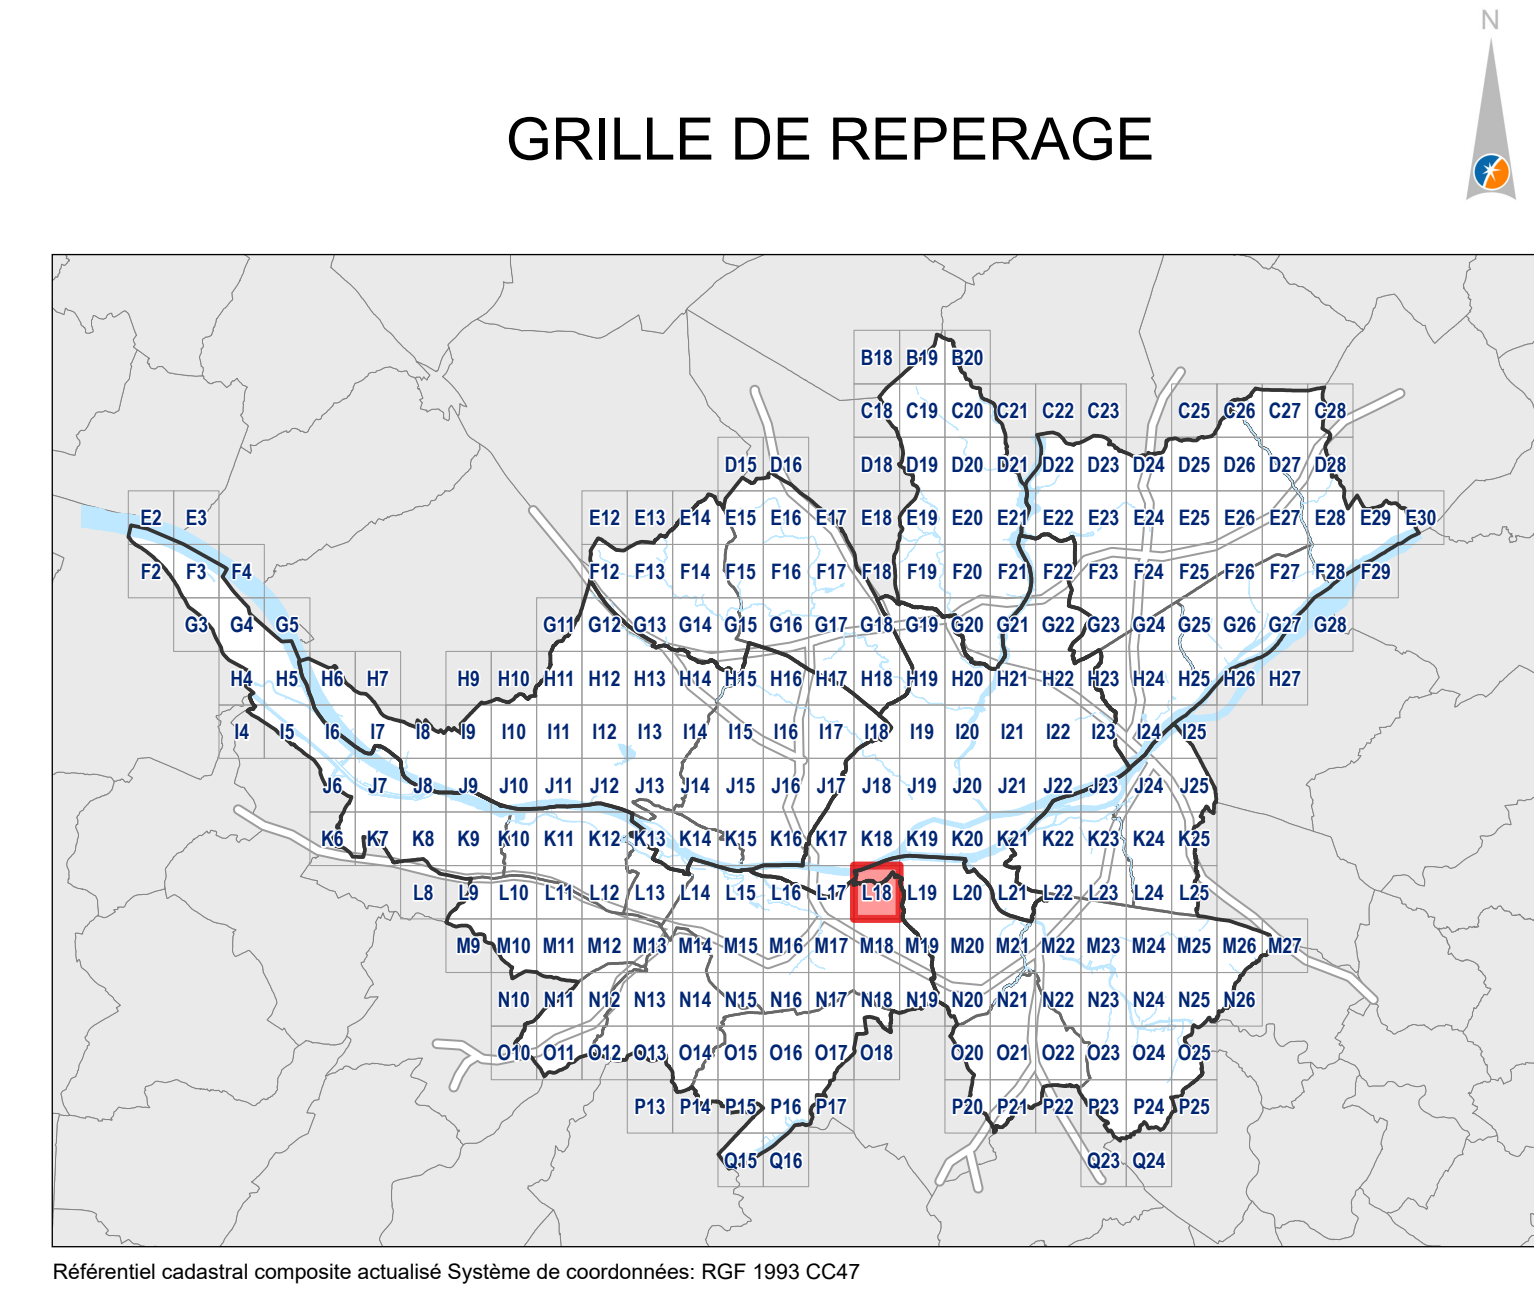 N
GRILLE DE REPERAGE
B18 B19 B20
C18 C19 C20 C21 C22 C23 C25 C26 C27 C28
D15 D16 D18 D19 D20 D21 D22 D23 D24 D25 D26 D27 D28
E2 E3 E12 E13 E14 E15 E16 E17 E18 E19 E20 E21 E22 E23 E24 E25 E26 E27 E28 E29 E30
F2 F3 F4 F12 F13 F14 F15 F16 F17 F18 F19 F20 F21 F22 F23 F24 F25 F26 F27 F28 F29
G3 G4 G5 G11 G12 G13 G14 G15 G16 G17 G18 G19 G20 G21 G22 G23 G24 G25 G26 G27 G28
H4 H5 H6 H7 H9 H10 H11 H12 H13 H14 H15 H16 H17 H18 H19 H20 H21 H22 H23 H24 H25 H26 H27
I4 I5 I6 I7 I8 I9 I10 I11 I12 I13 I14 I15 I16 I17 I18 I19 I20 I21 I22 I23 I24 I25
J6 J7 J8 J9 J10 J11 J12 J13 J14 J15 J16 J17 J18 J19 J20 J21 J22 J23 J24 J25
K6 K7 K8 K9 K10 K11 K12 K13 K14 K15 K16 K17 K18 K19 K20 K21 K22 K23 K24 K25
L8 L9 L10 L11 L12 L13 L14 L15 L16 L17 L18 L19 L20 L21 L22 L23 L24 L25
M9 M10 M11 M12 M13 M14 M15 M16 M17 M18 M19 M20 M21 M22 M23 M24 M25 M26 M27
N10 N11 N12 N13 N14 N15 N16 N17 N18 N19 N20 N21 N22 N23 N24 N25 N26
O10 O11 O12 O13 O14 O15 O16 O17 O18 O20 O21 O22 O23 O24 O25
P13 P14 P15 P16 P17 P20 P21 P22 P23 P24 P25
Q15 Q16 Q23 Q24
Référentiel cadastral composite actualisé Système de coordonnées: RGF 1993 CC47